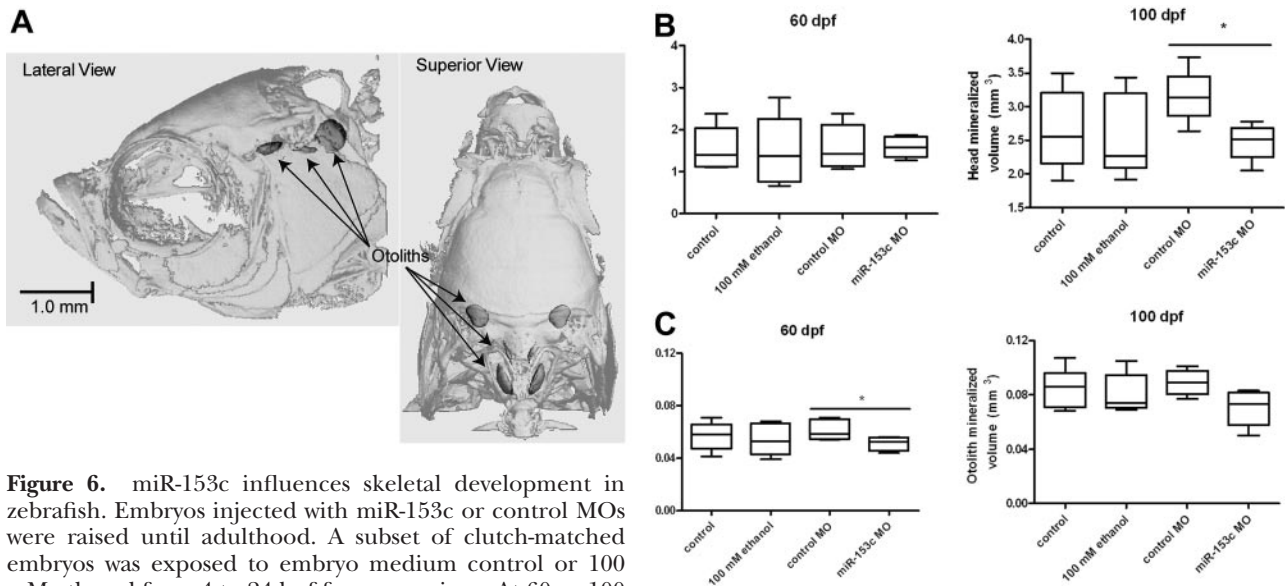 A
Lateral View
Superior View
Otoliths
1.0 mm
B
60 dpf
4
3
2
1
0
control
100 mM ethanol
control MO
miR-153c MO
100 dpf
*
Head mineralized
volume (mm 3)
4.0
3.5
3.0
2.5
2.0
1.5
control
100 mM ethanol
control MO
miR-153c MO
C
60 dpf
*
0.12
0.08
0.04
0.00
control
100 mM ethanol
control MO
miR-153c MO
100 dpf
Otolith mineralized
volume (mm 3)
0.12
0.08
0.04
0.00
control
100 mM ethanol
control MO
miR-153c MO
Figure 6. miR-153c influences skeletal development in
zebrafish. Embryos injected with miR-153c or control MOs
were raised until adulthood. A subset of clutch-matched
embryos was exposed to embryo medium control or 100